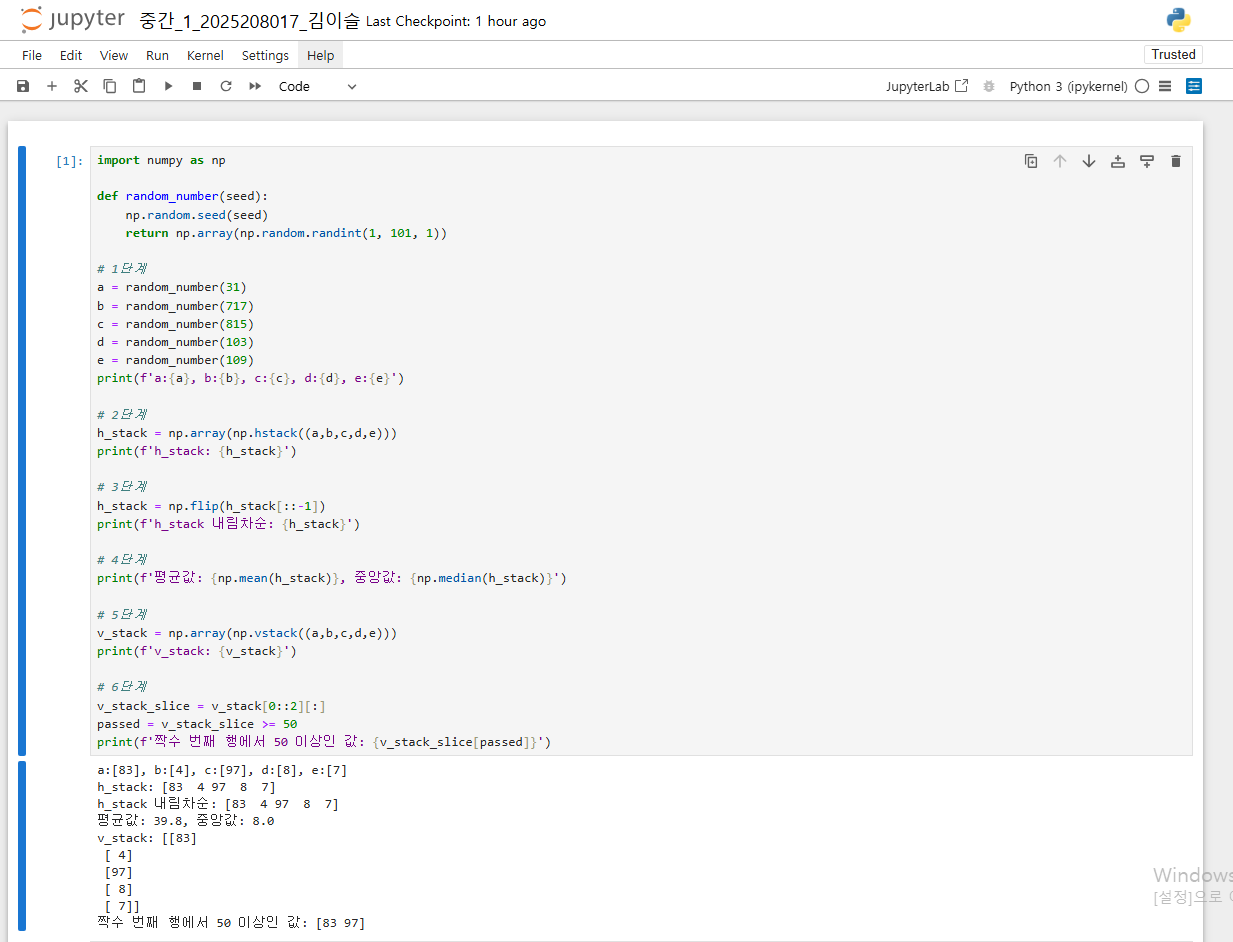 jupyter 중간_1_2025208017_김이슬 Last Checkpoint: 1 hour ago
File Edit View Run Kernel Settings Help Trusted
Code JupyterLab Python 3 (ipykernel)
[1]:
import numpy as np
def random_number(seed):
    np.random.seed(seed)
    return np.array(np.random.randint(1, 101, 1))
# 1단계
a = random_number(31)
b = random_number(717)
c = random_number(815)
d = random_number(103)
e = random_number(109)
print(f'a:{a}, b:{b}, c:{c}, d:{d}, e:{e}')
# 2단계
h_stack = np.array(np.hstack((a,b,c,d,e)))
print(f'h_stack: {h_stack}')
# 3단계
h_stack = np.flip(h_stack[::-1])
print(f'h_stack 내림차순: {h_stack}')
# 4단계
print(f'평균값: {np.mean(h_stack)}, 중앙값: {np.median(h_stack)}')
# 5단계
v_stack = np.array(np.vstack((a,b,c,d,e)))
print(f'v_stack: {v_stack}')
# 6단계
v_stack_slice = v_stack[0::2][:]
passed = v_stack_slice >= 50
print(f'짝수 번째 행에서 50 이상인 값: {v_stack_slice[passed]}')
a:[83], b:[4], c:[97], d:[8], e:[7]
h_stack: [83  4 97  8  7]
h_stack 내림차순: [83  4 97  8  7]
평균값: 39.8, 중앙값: 8.0
v_stack: [[83]
 [ 4]
 [97]
 [ 8]
 [ 7]]
짝수 번째 행에서 50 이상인 값: [83 97]
Windows
[설정]으로